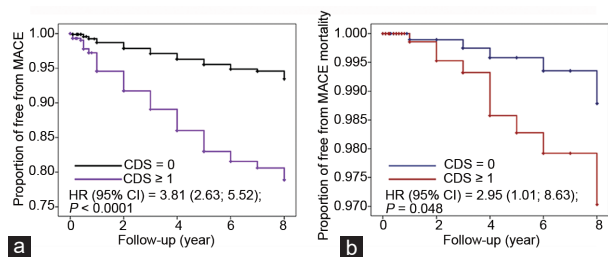 Proportion of free from MACE
1.00
0.95
0.90
0.85
0.80
0.75
CDS = 0
CDS ≥ 1
HR (95% CI) = 3.81 (2.63; 5.52);
P < 0.0001
0 2 4 6 8
Follow-up (year)
a
Proportion of free from MACE mortality
1.000
0.995
0.990
0.985
0.980
0.975
0.970
CDS = 0
CDS ≥ 1
HR (95% CI) = 2.95 (1.01; 8.63);
P = 0.048
0 2 4 6 8
Follow-up (year)
b